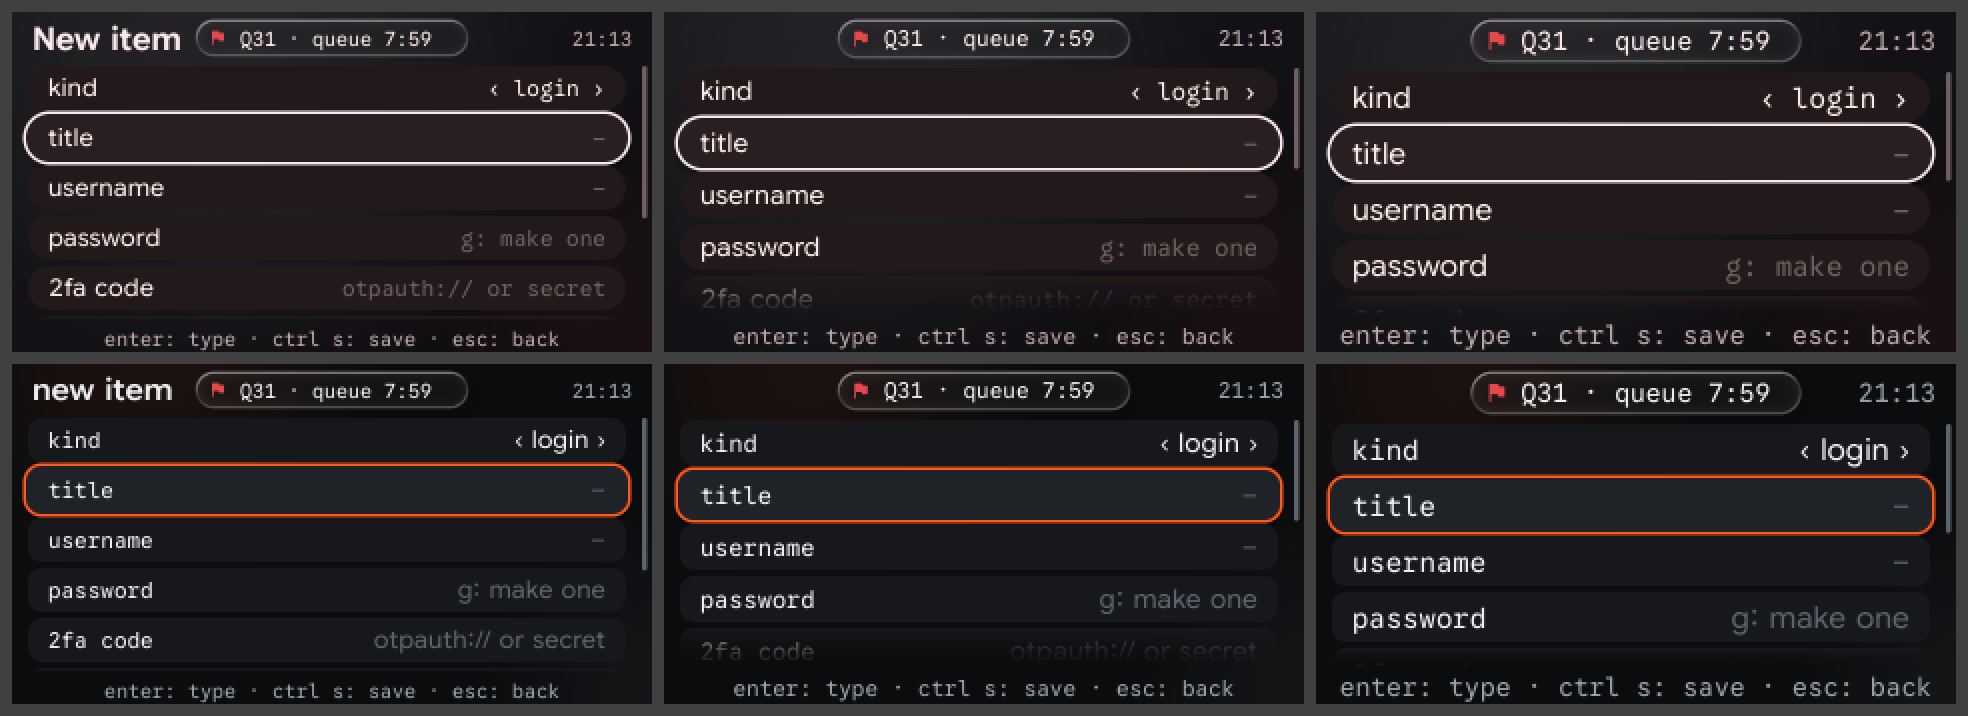 New item Q31 · queue 7:59 21:13
kind ‹ login ›
title –
username –
password g: make one
2fa code otpauth:// or secret
enter: type · ctrl s: save · esc: back
Q31 · queue 7:59 21:13
kind ‹ login ›
title –
username –
password g: make one
2fa code otpauth:// or secret
enter: type · ctrl s: save · esc: back
Q31 · queue 7:59 21:13
kind ‹ login ›
title –
username –
password g: make one
enter: type · ctrl s: save · esc: back
new item Q31 · queue 7:59 21:13
kind ‹ login ›
title –
username –
password g: make one
2fa code otpauth:// or secret
enter: type · ctrl s: save · esc: back
Q31 · queue 7:59 21:13
kind ‹ login ›
title –
username –
password g: make one
2fa code otpauth:// or secret
enter: type · ctrl s: save · esc: back
Q31 · queue 7:59 21:13
kind ‹ login ›
title –
username –
password g: make one
enter: type · ctrl s: save · esc: back